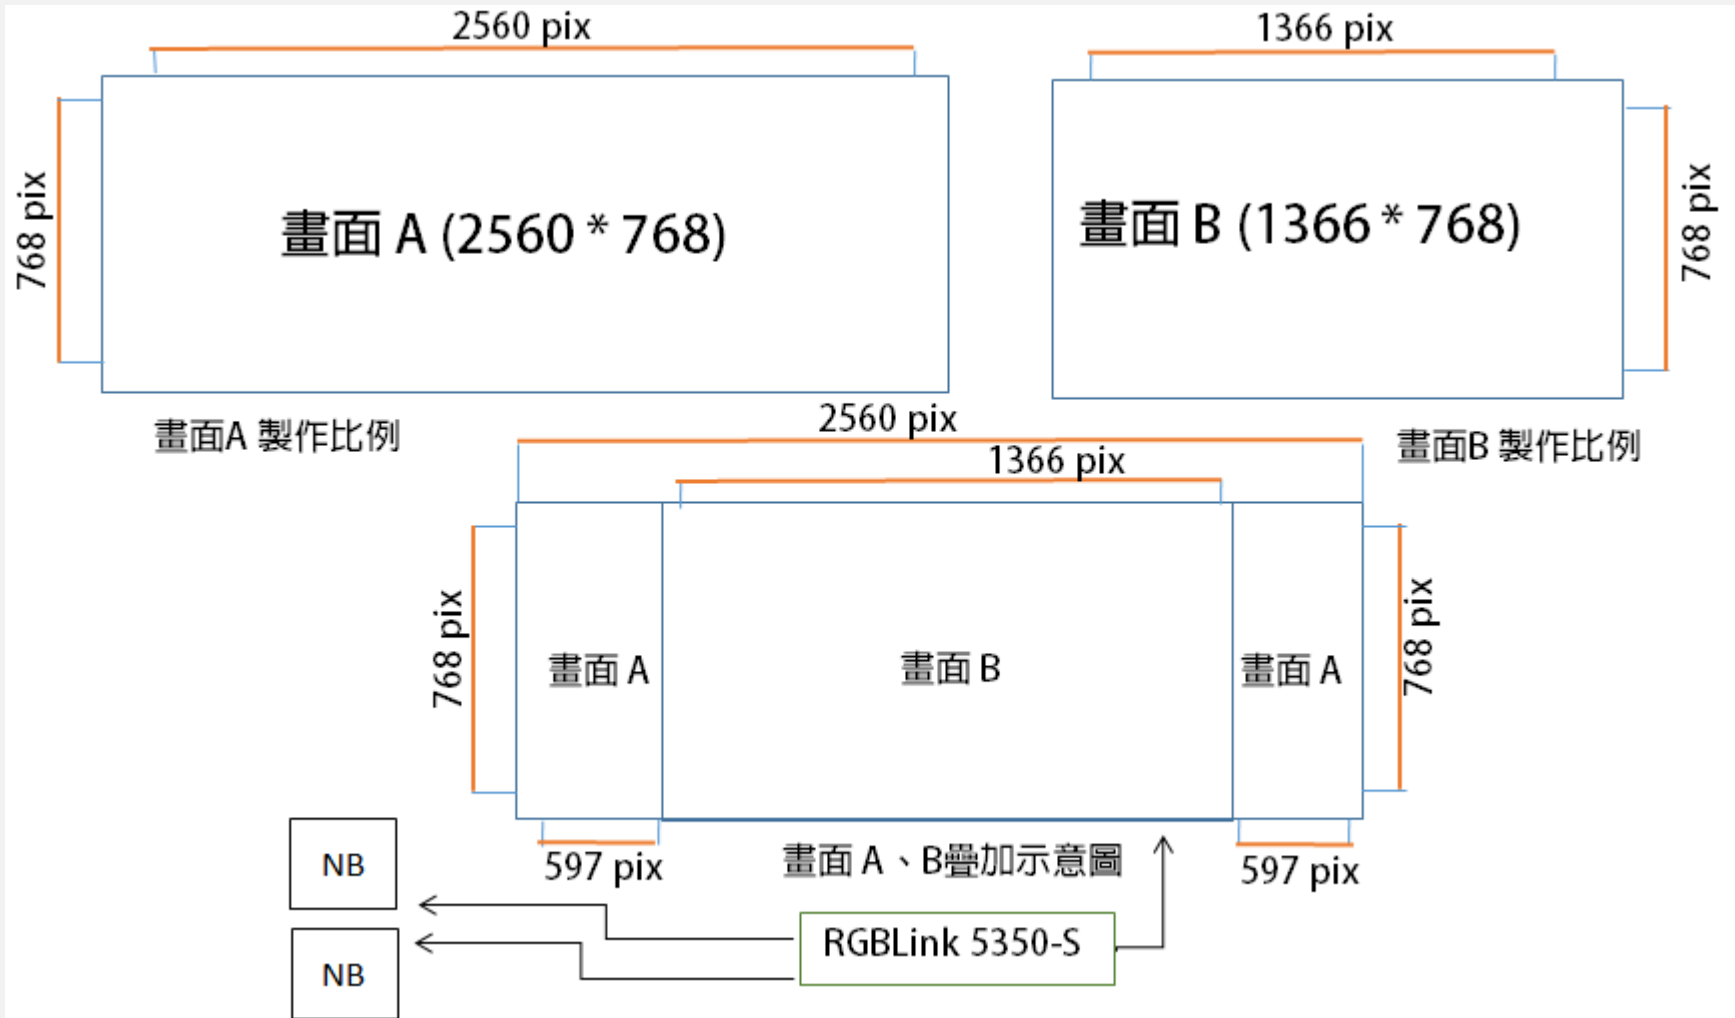 2560 pix
1366 pix
768 pix
畫面 A (2560 * 768)
畫面 B (1366 * 768)
768 pix
畫面A 製作比例
畫面B 製作比例
2560 pix
1366 pix
768 pix
畫面 A
畫面 B
畫面 A
768 pix
597 pix
畫面 A、B疊加示意圖
597 pix
NB
NB
RGBLink 5350-S